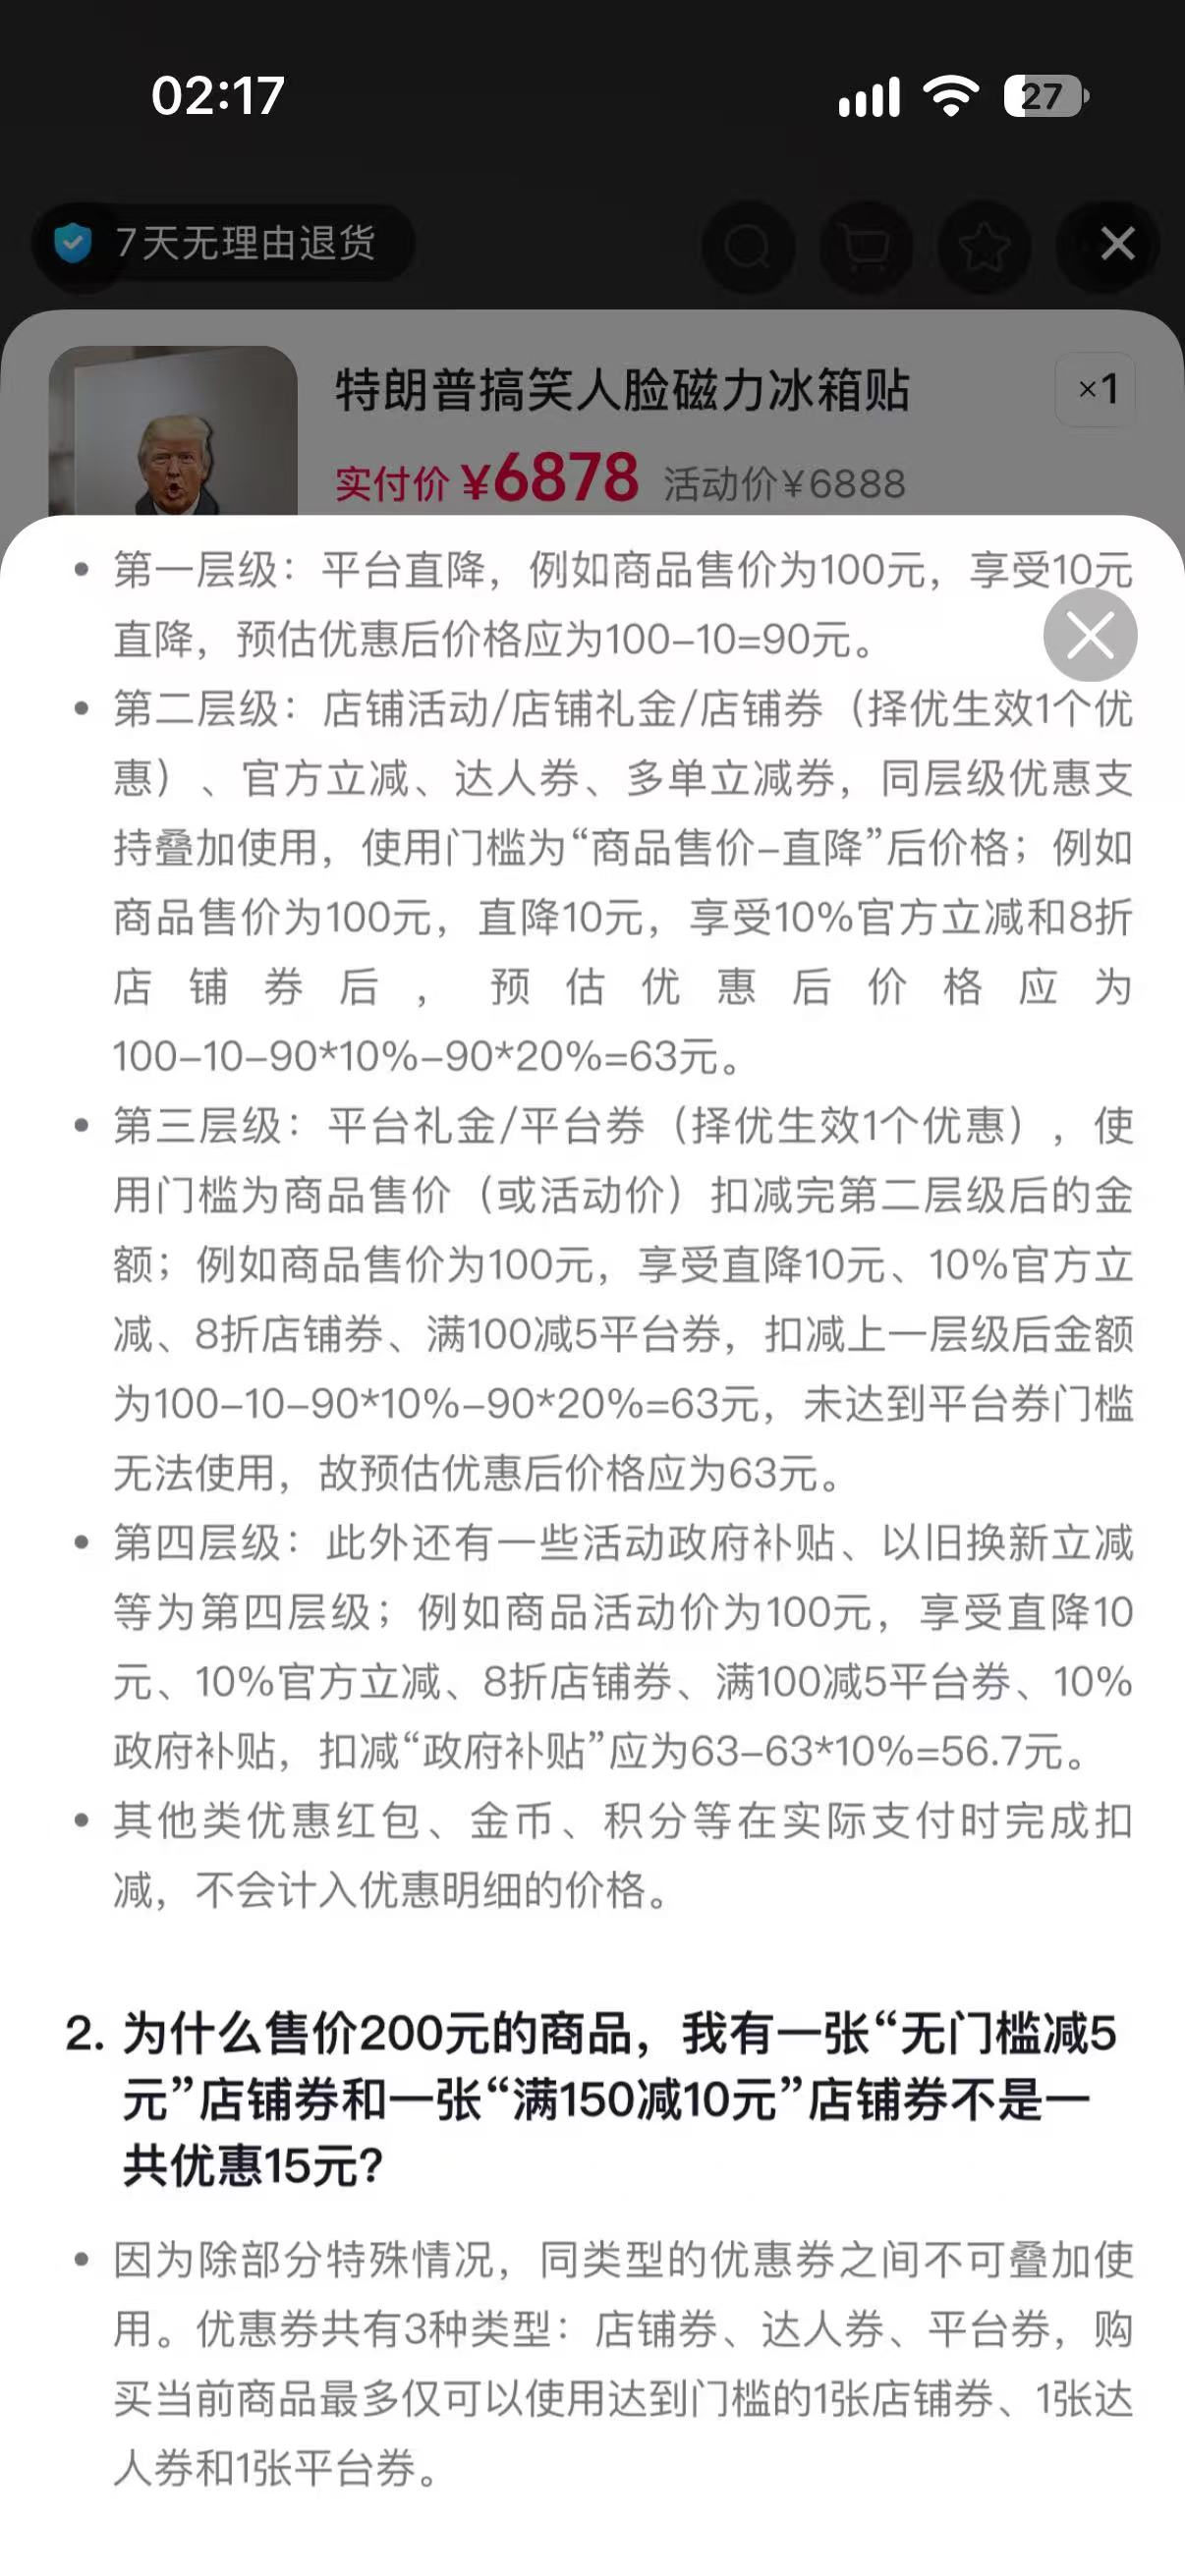 02:17
27
7天无理由退货
特朗普搞笑人脸磁力冰箱贴
×1
实付价 ¥6878 活动价¥6888
• 第一层级：平台直降，例如商品售价为100元，享受10元
直降，预估优惠后价格应为100-10=90元。
• 第二层级：店铺活动/店铺礼金/店铺券（择优生效1个优
惠）、官方立减、达人券、多单立减券，同层级优惠支
持叠加使用，使用门槛为“商品售价-直降”后价格；例如
商品售价为100元，直降10元，享受10%官方立减和8折
店铺券后，预估优惠后价格应为
100-10-90*10%-90*20%=63元。
• 第三层级：平台礼金/平台券（择优生效1个优惠），使
用门槛为商品售价（或活动价）扣减完第二层级后的金
额；例如商品售价为100元，享受直降10元、10%官方立
减、8折店铺券、满100减5平台券，扣减上一层级后金额
为100-10-90*10%-90*20%=63元，未达到平台券门槛
无法使用，故预估优惠后价格应为63元。
• 第四层级：此外还有一些活动政府补贴、以旧换新立减
等为第四层级；例如商品活动价为100元，享受直降10
元、10%官方立减、8折店铺券、满100减5平台券、10%
政府补贴，扣减“政府补贴”应为63-63*10%=56.7元。
• 其他类优惠红包、金币、积分等在实际支付时完成扣
减，不会计入优惠明细的价格。
2. 为什么售价200元的商品，我有一张“无门槛减5
元”店铺券和一张“满150减10元”店铺券不是一
共优惠15元？
• 因为除部分特殊情况，同类型的优惠券之间不可叠加使
用。优惠券共有3种类型：店铺券、达人券、平台券，购
买当前商品最多仅可以使用达到门槛的1张店铺券、1张达
人券和1张平台券。